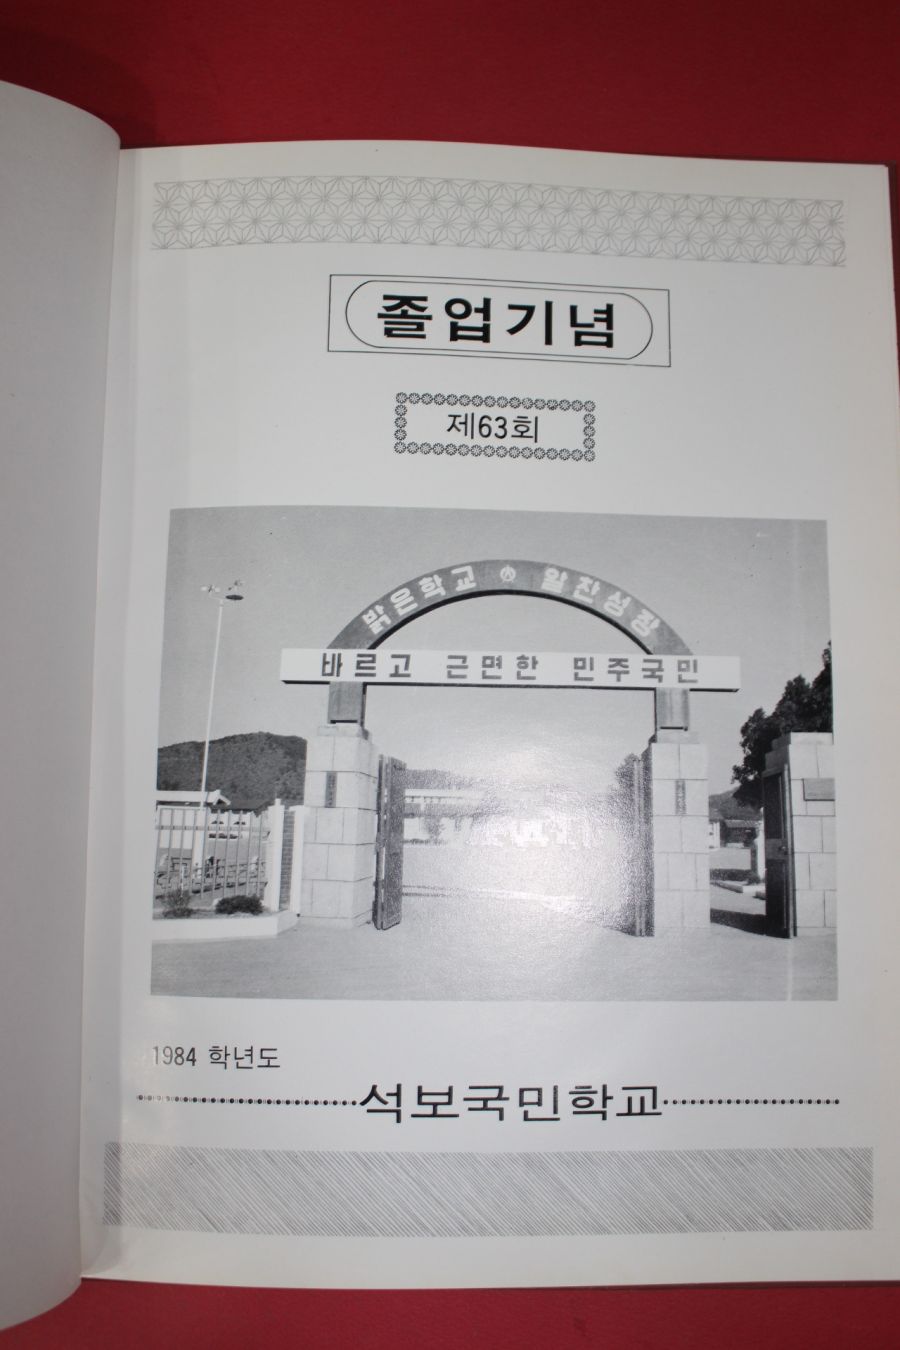 졸업기념
제63회
밝은학교 알찬성장
바르고 근면한 민주국민
1984 학년도
석보국민학교